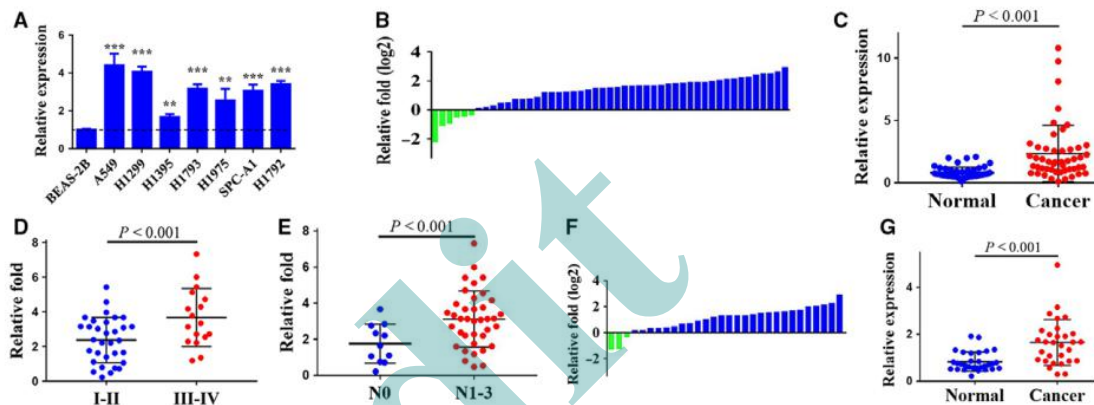 A
Relative expression
6
4
2
0
***
***
**
***
**
***
***
BEAS-2B
A549
H1299
H1395
H1793
H1975
SPC-A1
H1792
B
Relative fold (log2)
4
2
0
−2
C
P < 0.001
Relative expression
10
5
0
Normal Cancer
D
P < 0.001
Relative fold
8
6
4
2
0
I-II III-IV
E
P < 0.001
Relative fold
8
6
4
2
0
N0 N1-3
F
Relative fold (log2)
4
2
0
−2
G
P < 0.001
Relative expression
4
2
0
Normal Cancer